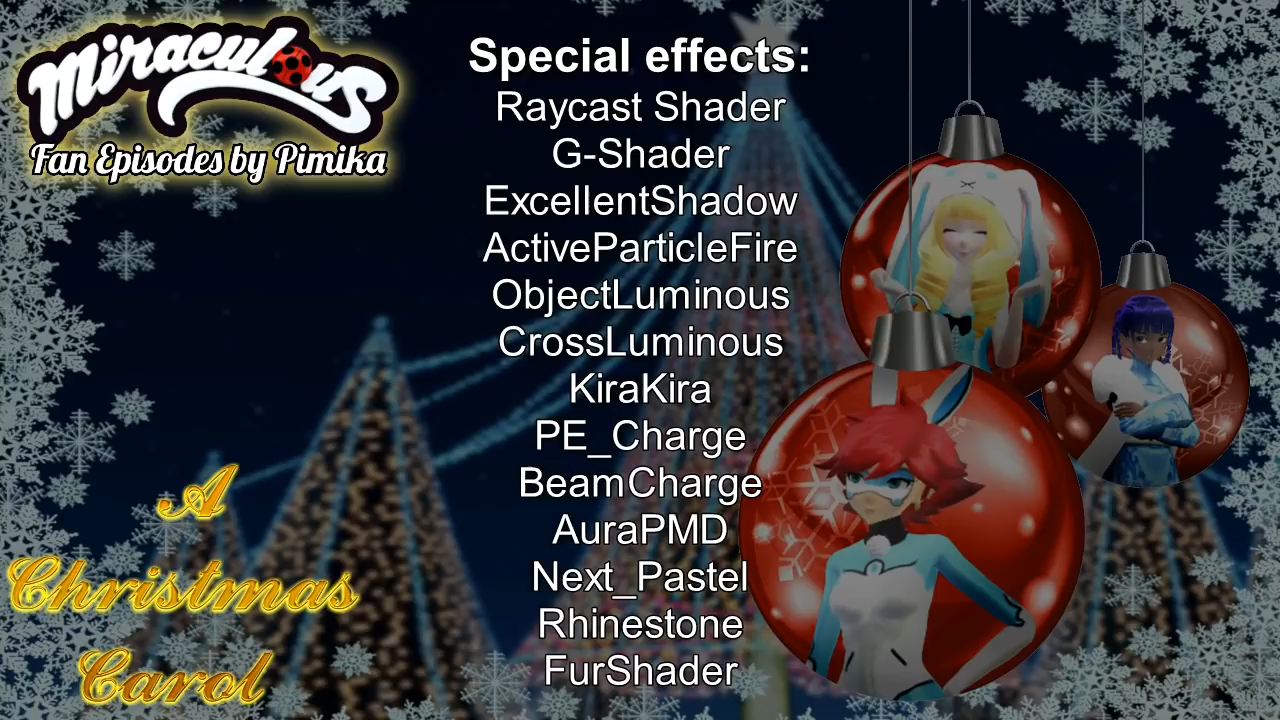 Miraculous
Fan Episodes by Pimika
Special effects:
Raycast Shader
G-Shader
ExcellentShadow
ActiveParticleFire
ObjectLuminous
CrossLuminous
KiraKira
PE_Charge
BeamCharge
AuraPMD
Next_Pastel
Rhinestone
FurShader
A
Christmas
Carol